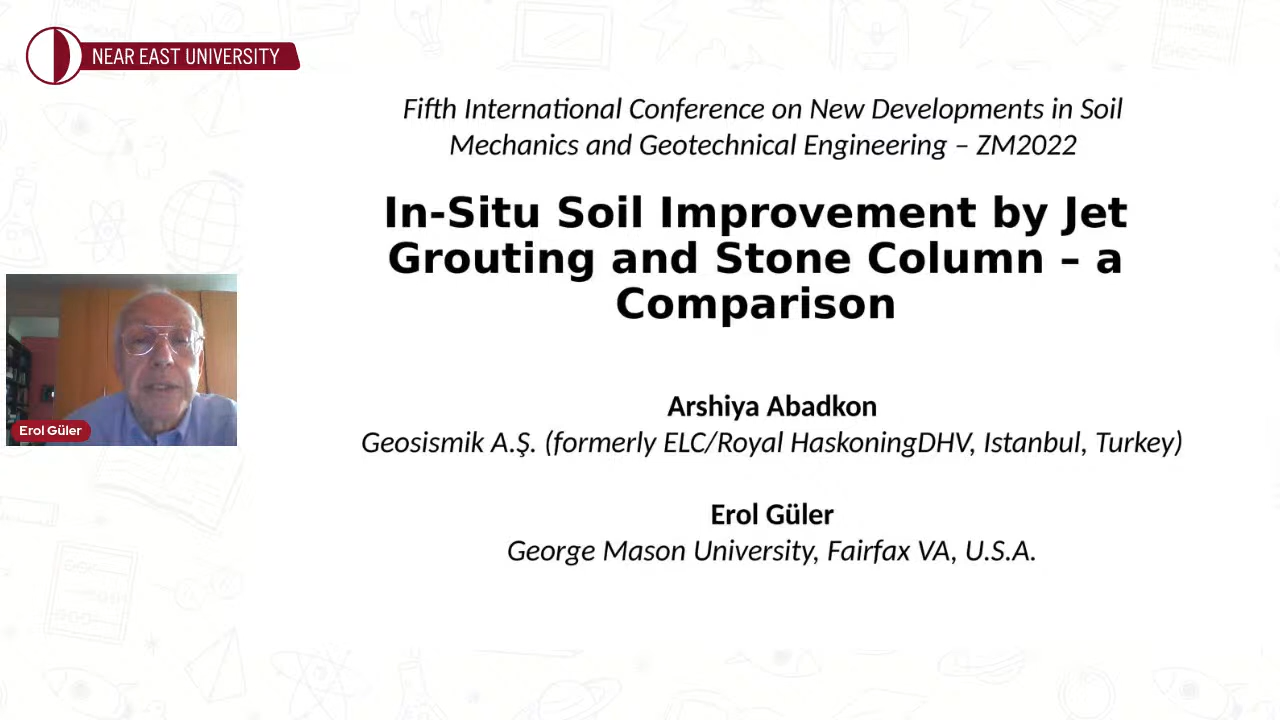 NEAR EAST UNIVERSITY
Fifth International Conference on New Developments in Soil
Mechanics and Geotechnical Engineering – ZM2022
In-Situ Soil Improvement by Jet
Grouting and Stone Column – a
Comparison
Arshiya Abadkon
Geosismik A.Ş. (formerly ELC/Royal HaskoningDHV, Istanbul, Turkey)
Erol Güler
George Mason University, Fairfax VA, U.S.A.
Erol Güler